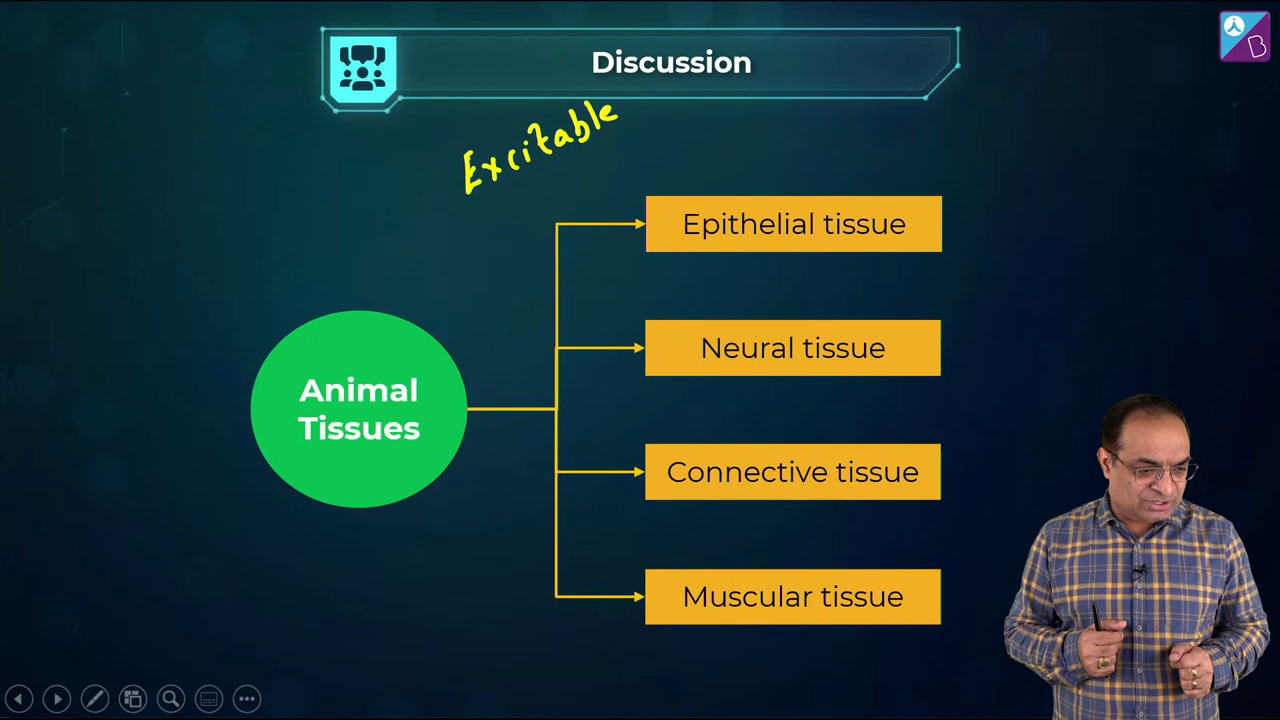 Discussion
Excitable
Epithelial tissue
Neural tissue
Animal
Tissues
Connective tissue
Muscular tissue
B